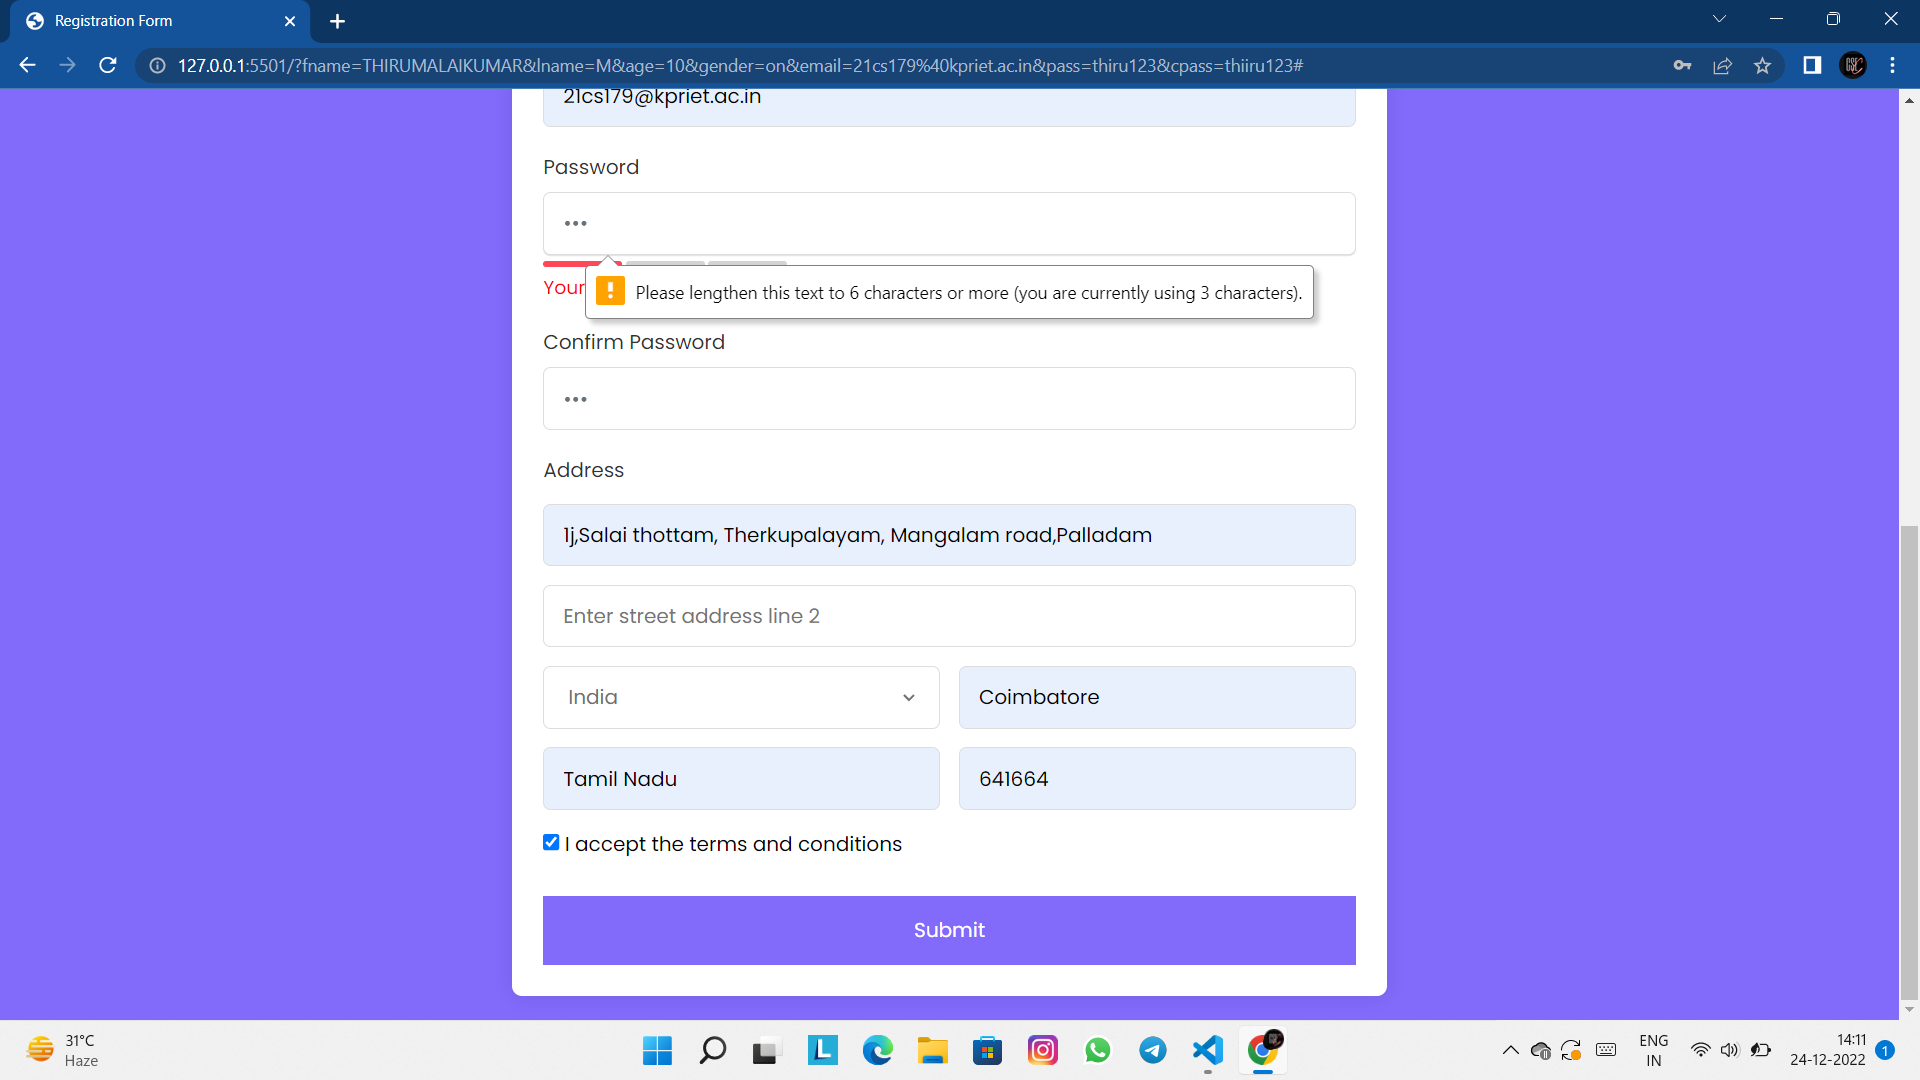 Registration Form
127.0.0.1:5501/?fname=THIRUMALAIKUMAR&lname=M&age=10&gender=on&email=21cs179%40kpriet.ac.in&pass=thiru123&cpass=thiiru123#
21cs179@kpriet.ac.in
Password
•••
Your
Please lengthen this text to 6 characters or more (you are currently using 3 characters).
Confirm Password
•••
Address
1j,Salai thottam, Therkupalayam, Mangalam road,Palladam
Enter street address line 2
India
Coimbatore
Tamil Nadu
641664
I accept the terms and conditions
Submit
31°C
Haze
ENG
IN
14:11
24-12-2022
1